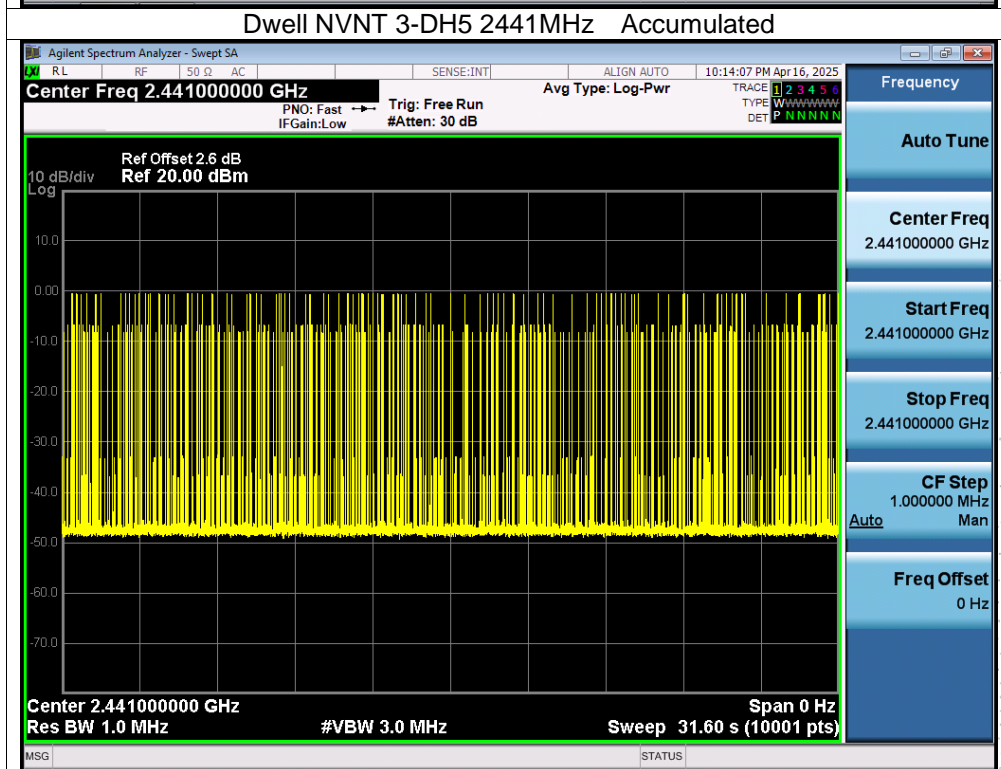 Dwell NVNT 3-DH5 2441MHz    Accumulated
Agilent Spectrum Analyzer - Swept SA
LXI RL RF 50 Ω AC SENSE:INT ALIGN AUTO 10:14:07 PM Apr 16, 2025
Center Freq 2.441000000 GHz
PNO: Fast
IFGain:Low
Trig: Free Run
#Atten: 30 dB
Avg Type: Log-Pwr
TRACE 1 2 3 4 5 6
TYPE WWWWWW
DET P N N N N N
Ref Offset 2.6 dB
10 dB/div Ref 20.00 dBm
Log
10.0
0.00
-10.0
-20.0
-30.0
-40.0
-50.0
-60.0
-70.0
Center 2.441000000 GHz Span 0 Hz
Res BW 1.0 MHz #VBW 3.0 MHz Sweep 31.60 s (10001 pts)
MSG STATUS
Frequency
Auto Tune
Center Freq
2.441000000 GHz
Start Freq
2.441000000 GHz
Stop Freq
2.441000000 GHz
CF Step
1.000000 MHz
Auto Man
Freq Offset
0 Hz